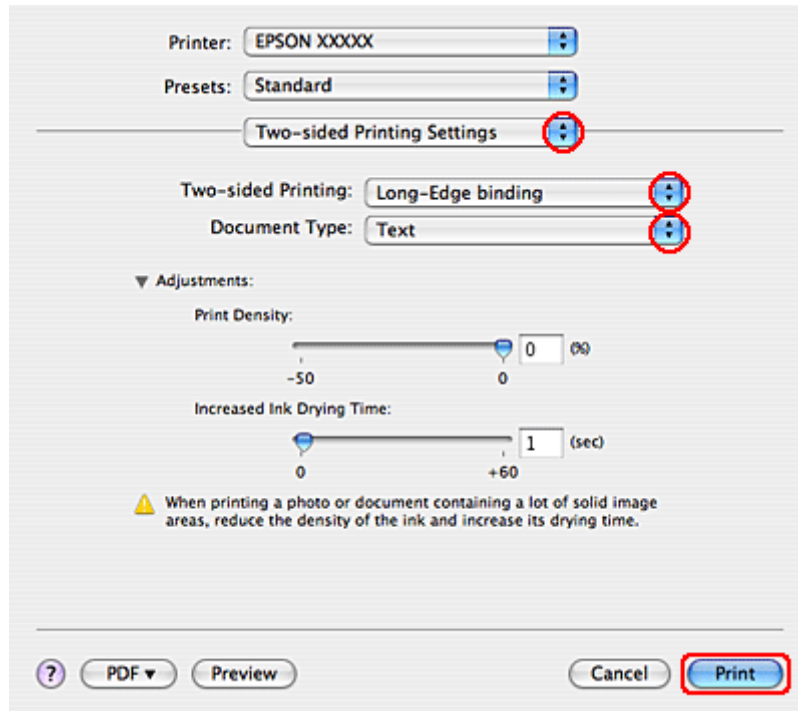 Printer: EPSON XXXXX
Presets: Standard
Two-sided Printing Settings
Two-sided Printing: Long-Edge binding
Document Type: Text
Adjustments:
Print Density:
0 (%)
-50 0
Increased Ink Drying Time:
1 (sec)
0 +60
When printing a photo or document containing a lot of solid image
areas, reduce the density of the ink and increase its drying time.
? PDF Preview Cancel Print